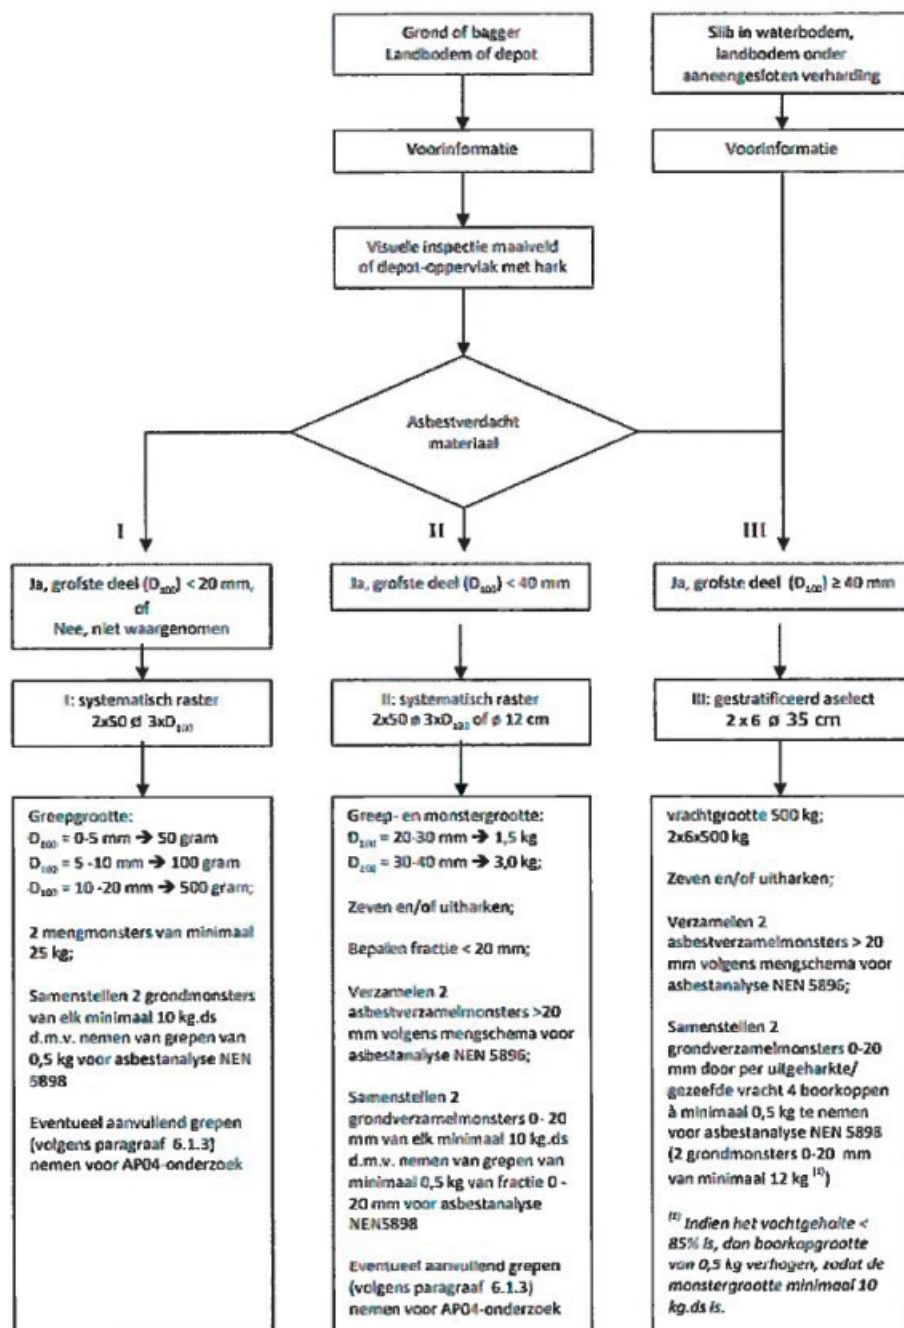 Grond of bagger
Landbodem of depot
Slib in waterbodem,
landbodem onder
aaneengesloten verharding
Voorinformatie
Voorinformatie
Visuele inspectie maaiveld
of depot-oppervlak met hark
Asbestverdacht
materiaal
I
II
III
Ja, grofste deel (D₁₀₀) < 20 mm,
of
Nee, niet waargenomen
Ja, grofste deel (D₁₀₀) < 40 mm
Ja, grofste deel (D₁₀₀) ≥ 40 mm
I: systematisch raster
2x50 ø 3xD₁₀₀
II: systematisch raster
2x50 ø 3xD₁₀₀ of ø 12 cm
III: gestratificeerd aselect
2 x 6 ø 35 cm
Greepgrootte:
D₁₀₀ = 0-5 mm ➔ 50 gram
D₁₀₀ = 5 -10 mm ➔ 100 gram
D₁₀₀ = 10 -20 mm ➔ 500 gram;
2 mengmonsters van minimaal
25 kg;
Samenstellen 2 grondmonsters
van elk minimaal 10 kg.ds
d.m.v. nemen van grepen van
0,5 kg voor asbestanalyse NEN
5898
Eventueel aanvullend grepen
(volgens paragraaf 6.1.3)
nemen voor AP04-onderzoek
Greep- en monstergrootte:
D₁₀₀ = 20-30 mm ➔ 1,5 kg
D₁₀₀ = 30-40 mm ➔ 3,0 kg;
Zeven en/of uitharken;
Bepalen fractie < 20 mm;
Verzamelen 2
asbestverzamelmonsters >20
mm volgens mengschema voor
asbestanalyse NEN 5896;
Samenstellen 2
grondverzamelmonsters 0- 20
mm van elk minimaal 10 kg.ds
d.m.v. nemen van grepen van
minimaal 0,5 kg van fractie 0 -
20 mm voor asbestanalyse
NEN5898
Eventueel aanvullend grepen
(volgens paragraaf 6.1.3)
nemen voor AP04-onderzoek
vrachtgrootte 500 kg;
2x6x500 kg
Zeven en/of uitharken;
Verzamelen 2
asbestverzamelmonsters > 20
mm volgens mengschema voor
asbestanalyse NEN 5896;
Samenstellen 2
grondverzamelmonsters 0-20
mm door per uitgeharkte/
gezeefde vracht 4 boorkoppen
à minimaal 0,5 kg te nemen
voor asbestanalyse NEN 5898
(2 grondmonsters 0-20 mm
van minimaal 12 kg ⁽¹⁾)
⁽¹⁾ Indien het vochtgehalte <
85% is, dan boorkopgrootte
van 0,5 kg verhogen, zodat de
monstergrootte minimaal 10
kg.ds is.